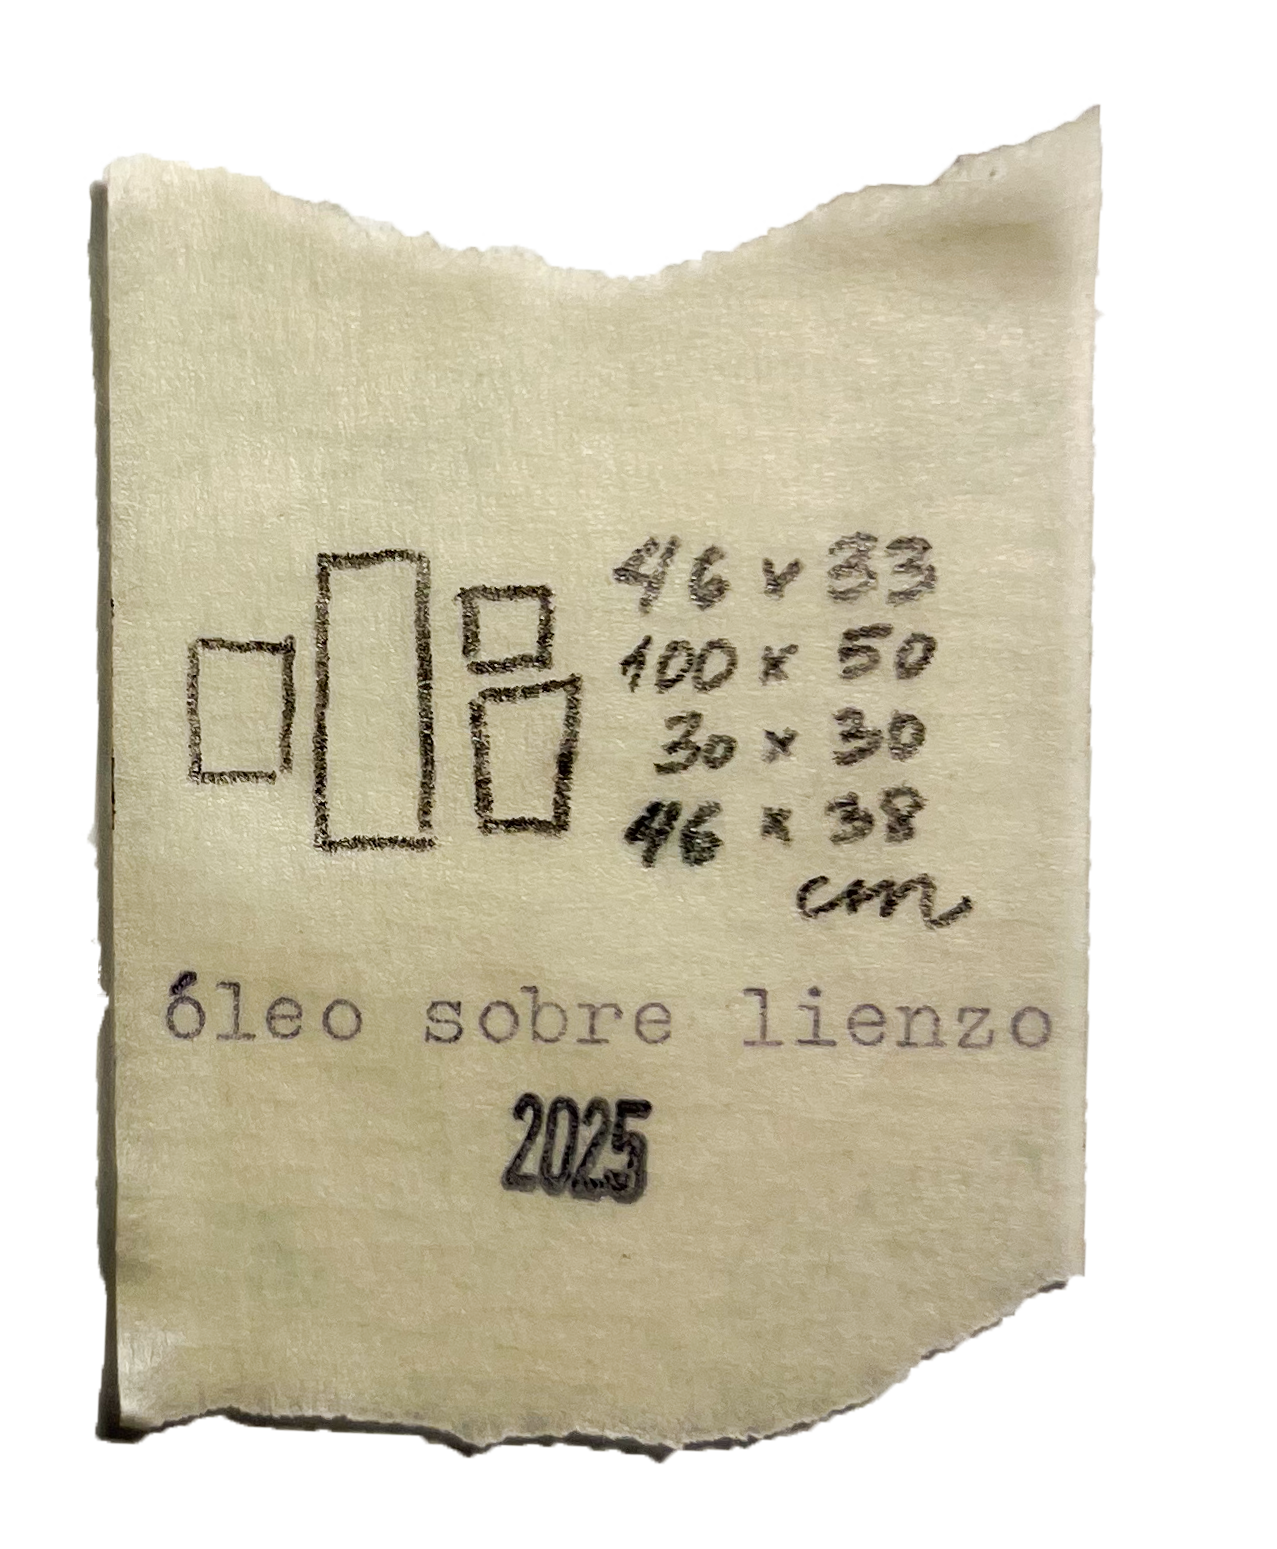 46 x 33
100 x 50
30 x 30
46 x 38
cm
óleo sobre lienzo
2025